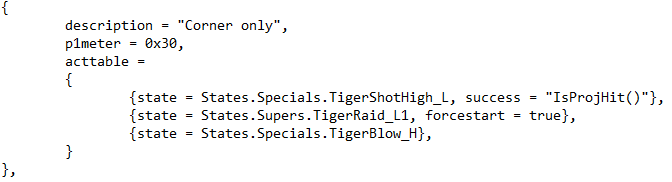 {
description = "Corner only",
p1meter = 0x30,
acttable =
{
{state = States.Specials.TigerShotHigh_L, success = "IsProjHit()"},
{state = States.Supers.TigerRaid_L1, forcestart = true},
{state = States.Specials.TigerBlow_H},
}
},